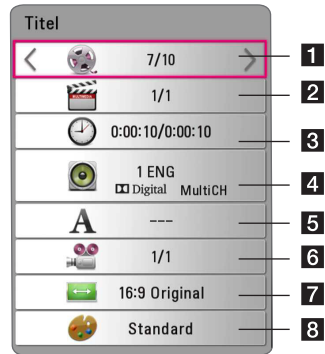 Titel
7/10 1
1/1 2
0:00:10/0:00:10 3
1 ENG
Digital MultiCH 4
A --- 5
1/1 6
16:9 Original 7
Standard 8